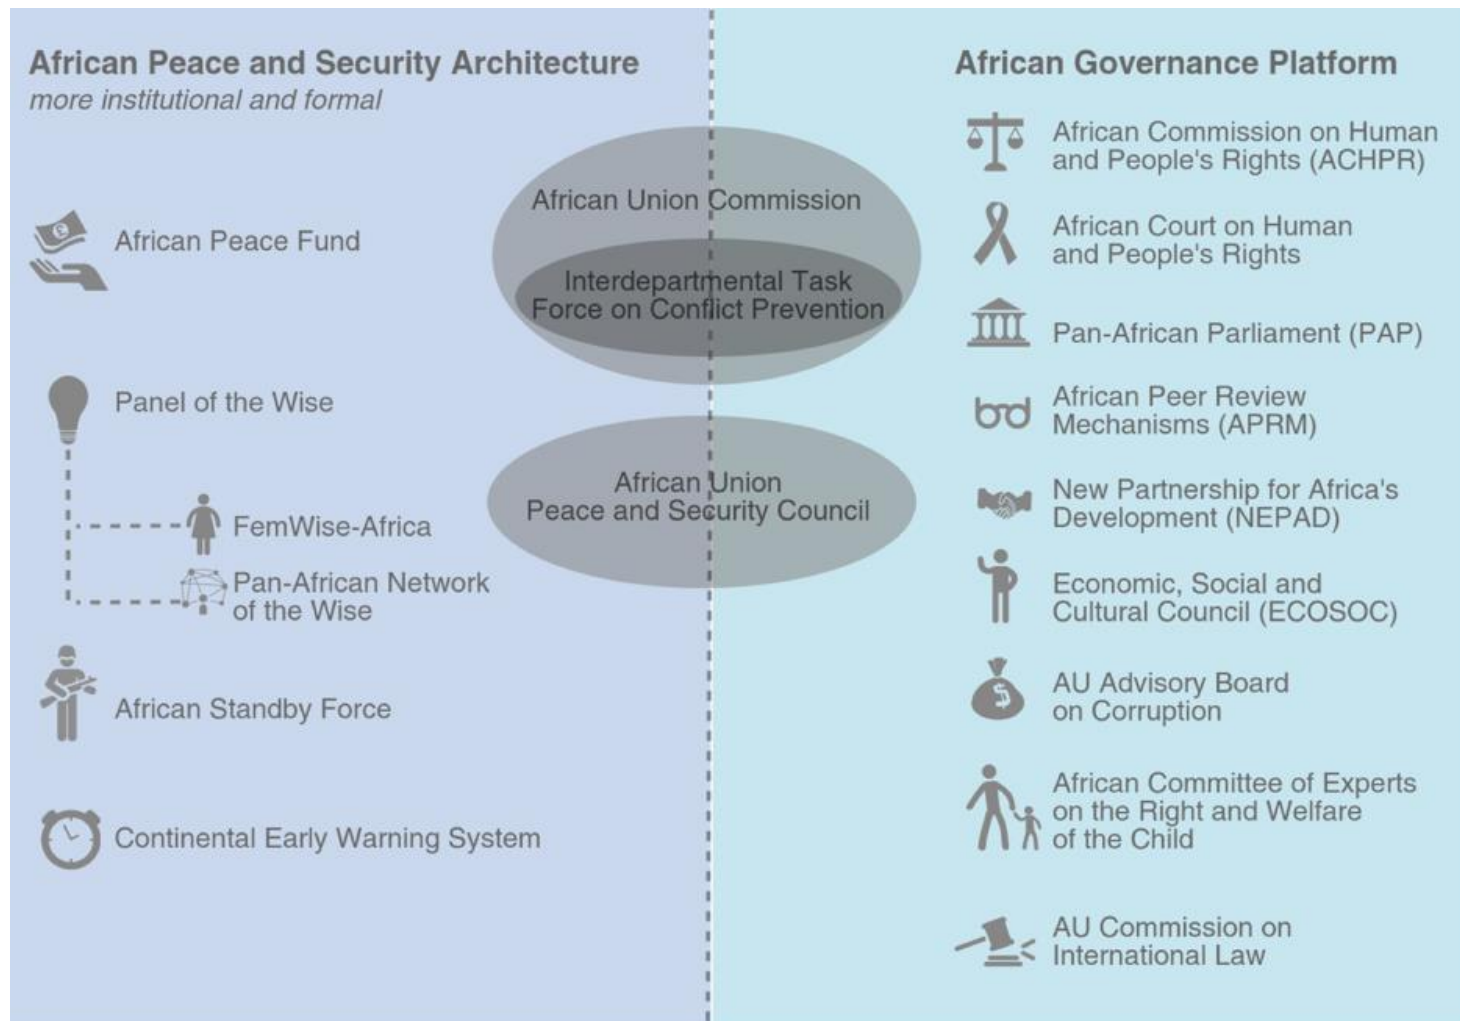 African Peace and Security Architecture
more institutional and formal
African Peace Fund
Panel of the Wise
FemWise-Africa
Pan-African Network
of the Wise
African Standby Force
Continental Early Warning System
African Union Commission
Interdepartmental Task
Force on Conflict Prevention
African Union
Peace and Security Council
African Governance Platform
African Commission on Human
and People's Rights (ACHPR)
African Court on Human
and People's Rights
Pan-African Parliament (PAP)
African Peer Review
Mechanisms (APRM)
New Partnership for Africa's
Development (NEPAD)
Economic, Social and
Cultural Council (ECOSOC)
AU Advisory Board
on Corruption
African Committee of Experts
on the Right and Welfare
of the Child
AU Commission on
International Law